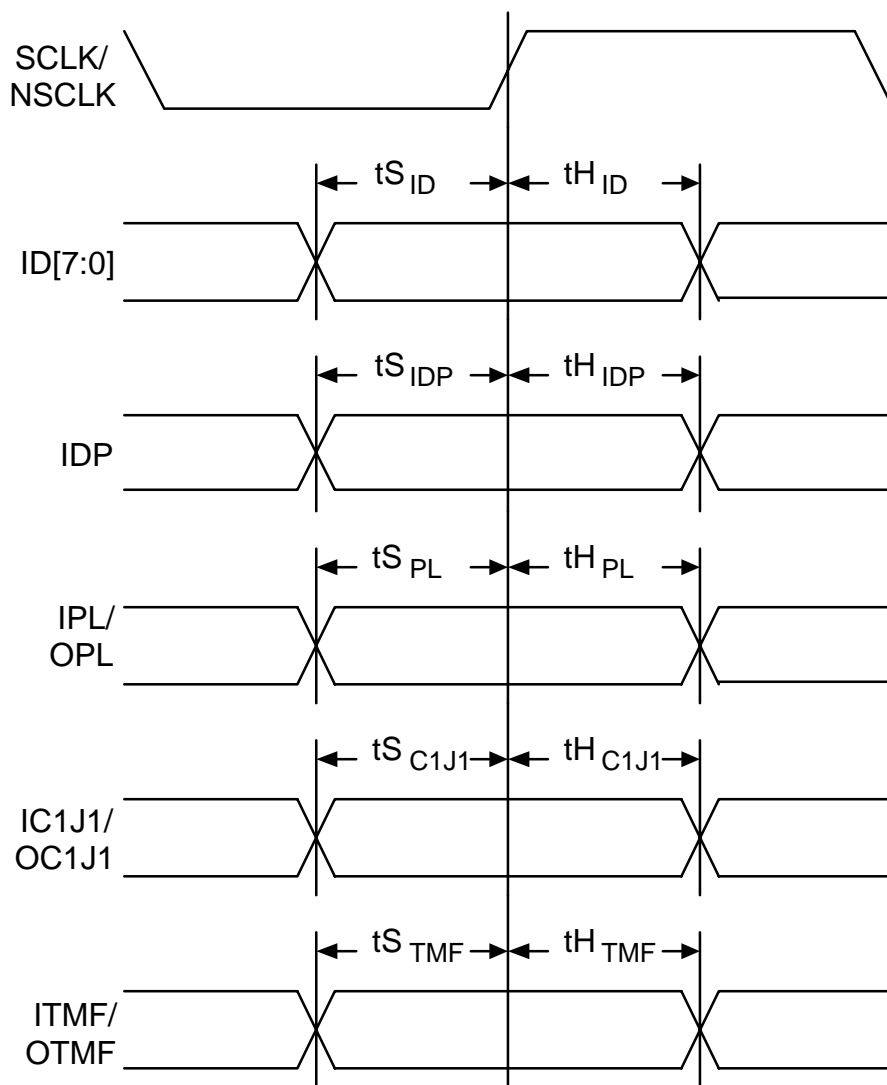 SCLK/
NSCLK
tS ID tH ID
ID[7:0]
tS IDP tH IDP
IDP
tS PL tH PL
IPL/
OPL
tS C1J1 tH C1J1
IC1J1/
OC1J1
tS TMF tH TMF
ITMF/
OTMF